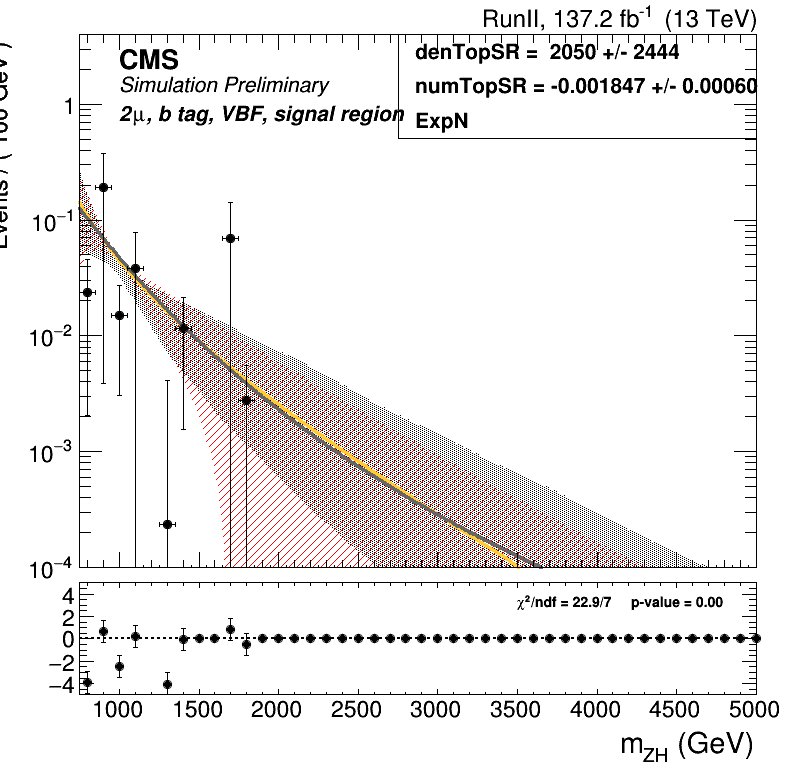 RunII, 137.2 fb⁻¹ (13 TeV)
CMS
Simulation Preliminary
2μ, b tag, VBF, signal region
denTopSR = 2050 +/- 2444
numTopSR = -0.001847 +/- 0.00060
ExpN
Events / ( 100 GeV )
1
10⁻¹
10⁻²
10⁻³
10⁻⁴
χ²/ndf = 22.9/7 p-value = 0.00
4
2
0
−2
−4
1000 1500 2000 2500 3000 3500 4000 4500 5000
m_ZH (GeV)